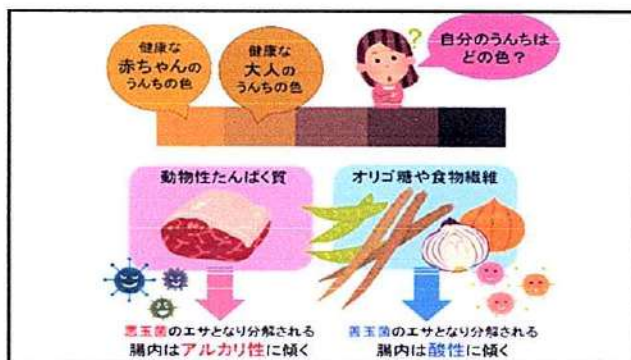 健康な
赤ちゃんの
うんちの色
健康な
大人の
うんちの色
?
自分のうんちは
どの色？
動物性たんぱく質
オリゴ糖や食物繊維
悪玉菌のエサとなり分解される
腸内はアルカリ性に傾く
善玉菌のエサとなり分解される
腸内は酸性に傾く